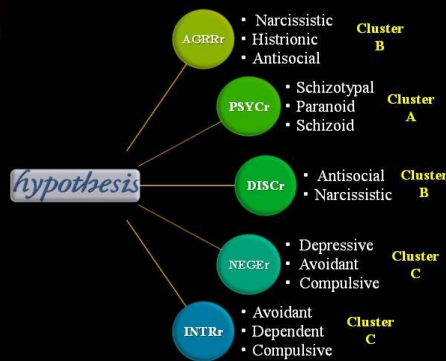 AGRRr
▪ Narcissistic
▪ Histrionic
▪ Antisocial
Cluster
B
PSYCr
▪ Schizotypal
▪ Paranoid
▪ Schizoid
Cluster
A
hypothesis
DISCr
▪ Antisocial
▪ Narcissistic
Cluster
B
NEGEr
▪ Depressive
▪ Avoidant
▪ Compulsive
Cluster
C
INTRr
▪ Avoidant
▪ Dependent
▪ Compulsive
Cluster
C